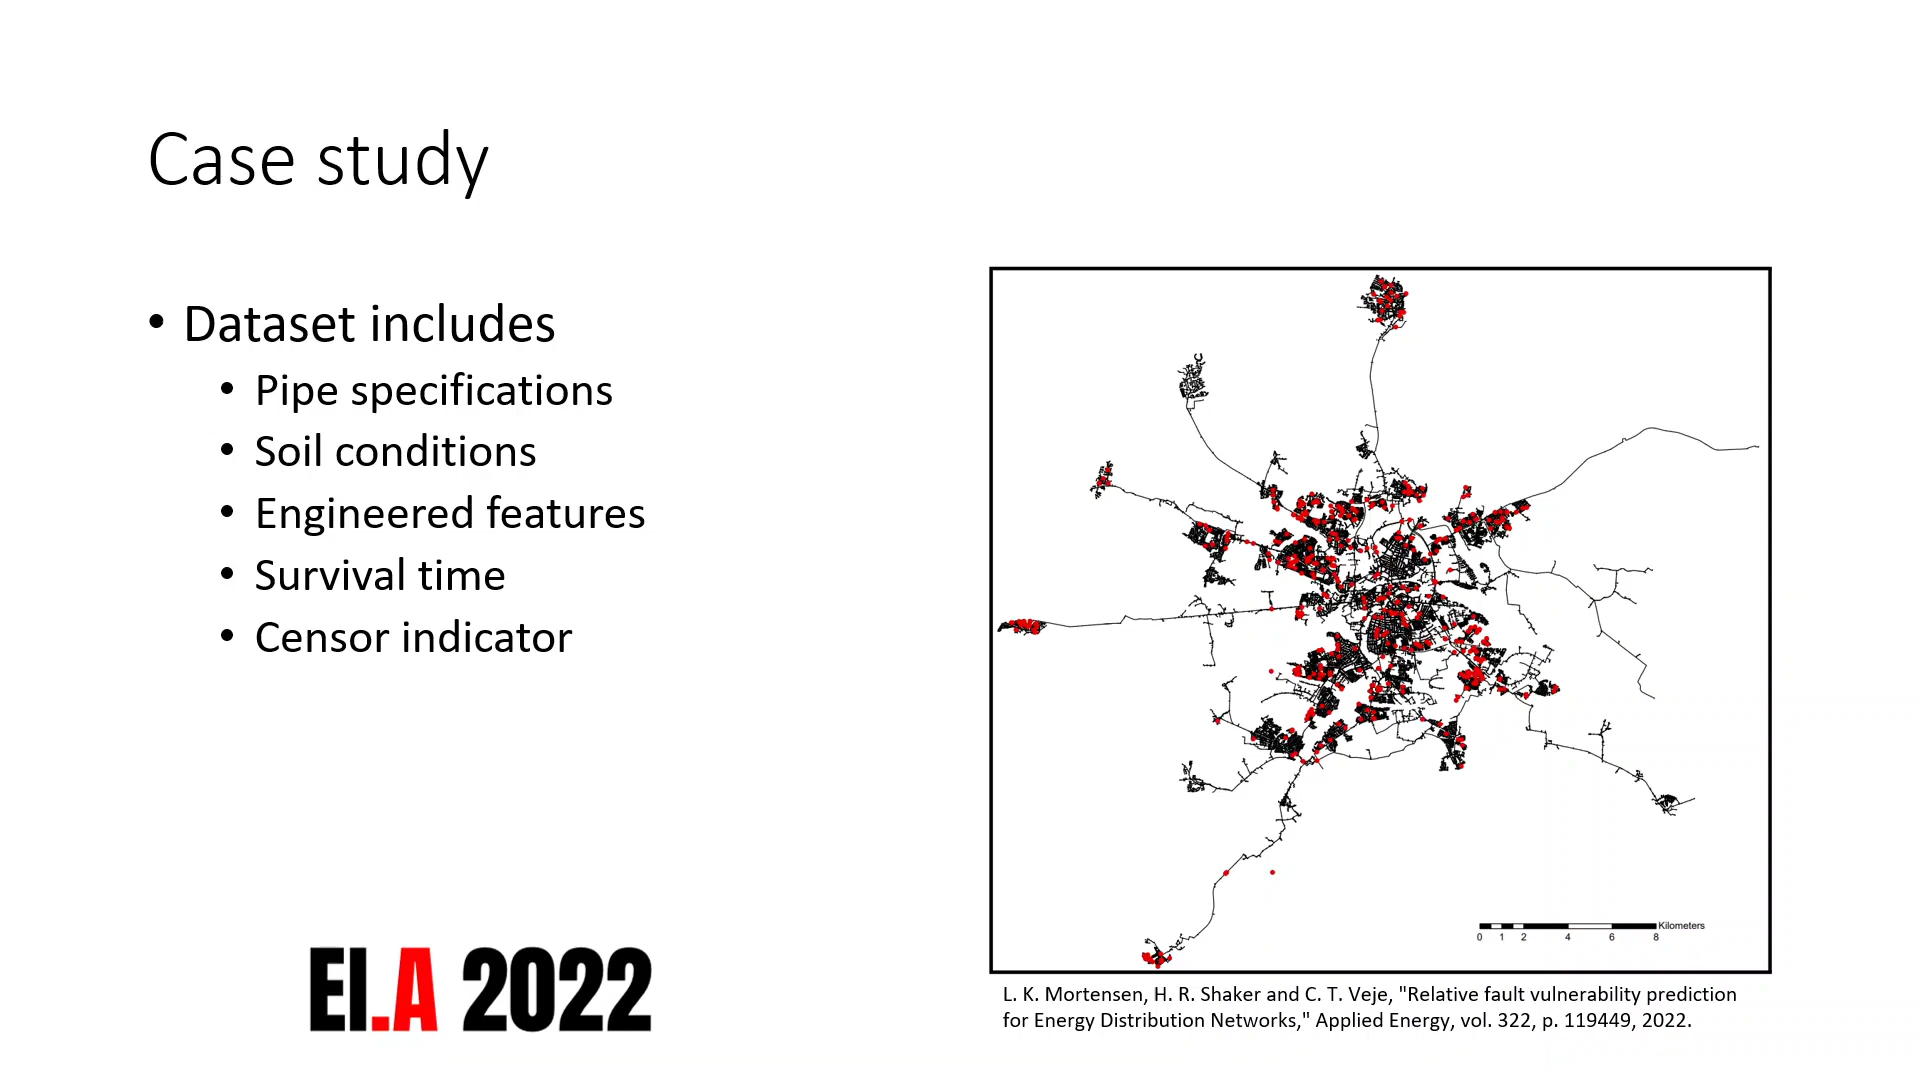 Case study
• Dataset includes
• Pipe specifications
• Soil conditions
• Engineered features
• Survival time
• Censor indicator
Kilometers
0 1 2 4 6 8
L. K. Mortensen, H. R. Shaker and C. T. Veje, "Relative fault vulnerability prediction
for Energy Distribution Networks," Applied Energy, vol. 322, p. 119449, 2022.
EI.A 2022